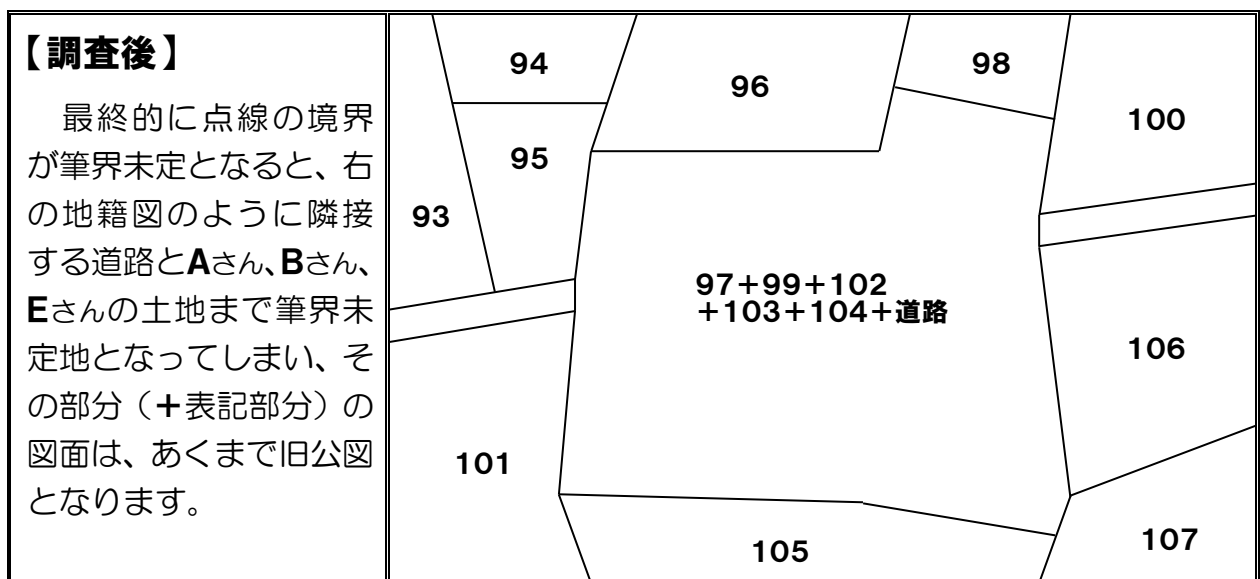 【調査後】
最終的に点線の境界
が筆界未定となると、右
の地籍図のように隣接
する道路とAさん、Bさん、
Eさんの土地まで筆界未
定地となってしまい、そ
の部分（＋表記部分）の
図面は、あくまで旧公図
となります。
94
96
98
100
95
93
97＋99＋102
＋103＋104＋道路
106
101
105
107